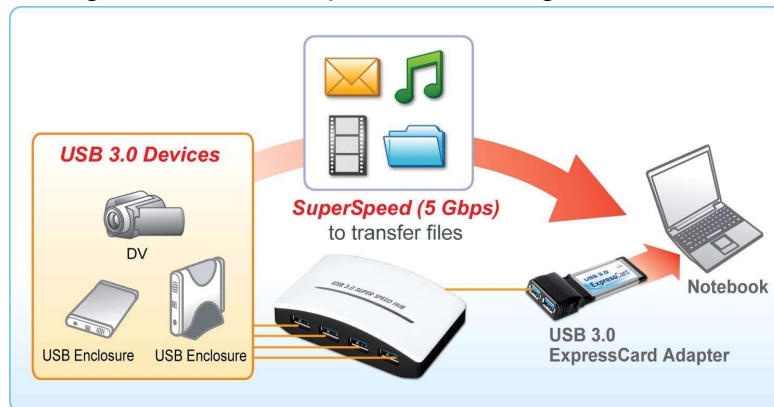 USB 3.0 Devices
DV
USB Enclosure
USB Enclosure
SuperSpeed (5 Gbps)
to transfer files
USB 3.0 SUPER SPEED HUB
USB 3.0
ExpressCard
Notebook
USB 3.0
ExpressCard Adapter